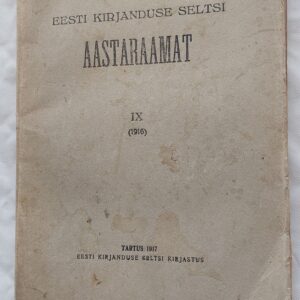 EESTI KIRJANDUSE SELTSI
AASTARAAMAT
IX
(1916)
TARTUS 1917
EESTI KIRJANDUSE SELTSI KIRJASTUS